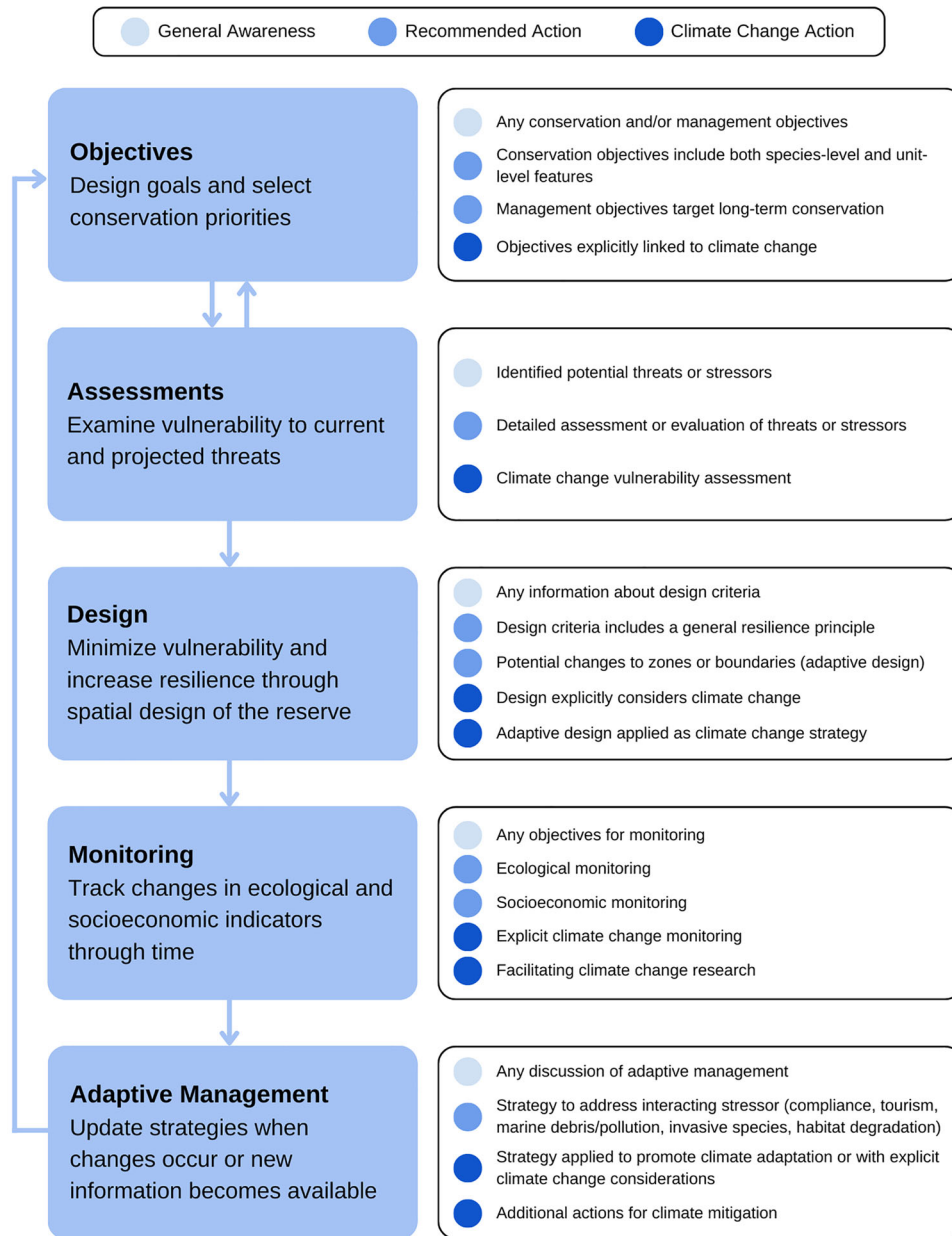 General Awareness
Recommended Action
Climate Change Action
Objectives
Design goals and select
conservation priorities
Any conservation and/or management objectives
Conservation objectives include both species-level and unit-
level features
Management objectives target long-term conservation
Objectives explicitly linked to climate change
Assessments
Examine vulnerability to current
and projected threats
Identified potential threats or stressors
Detailed assessment or evaluation of threats or stressors
Climate change vulnerability assessment
Design
Minimize vulnerability and
increase resilience through
spatial design of the reserve
Any information about design criteria
Design criteria includes a general resilience principle
Potential changes to zones or boundaries (adaptive design)
Design explicitly considers climate change
Adaptive design applied as climate change strategy
Monitoring
Track changes in ecological and
socioeconomic indicators
through time
Any objectives for monitoring
Ecological monitoring
Socioeconomic monitoring
Explicit climate change monitoring
Facilitating climate change research
Adaptive Management
Update strategies when
changes occur or new
information becomes available
Any discussion of adaptive management
Strategy to address interacting stressor (compliance, tourism,
marine debris/pollution, invasive species, habitat degradation)
Strategy applied to promote climate adaptation or with explicit
climate change considerations
Additional actions for climate mitigation